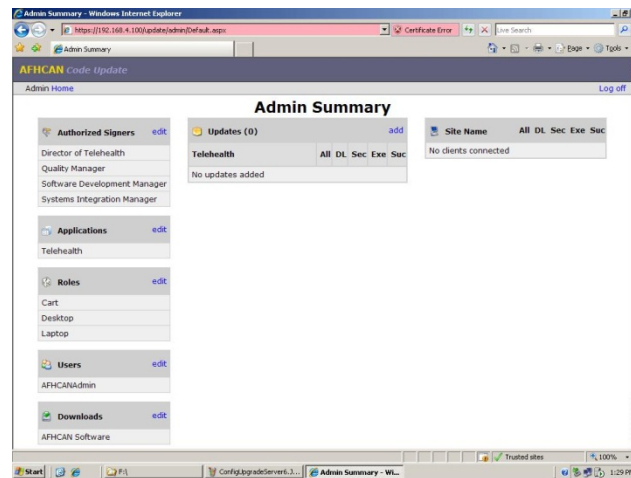 Admin Summary - Windows Internet Explorer
https://192.168.4.100/update/admin/Default.aspx
Certificate Error
Live Search
Admin Summary
Page
Tools
AFHCAN Code Update
Admin Home
Log off
Admin Summary
Authorized Signers edit
Director of Telehealth
Quality Manager
Software Development Manager
Systems Integration Manager
Applications edit
Telehealth
Roles edit
Cart
Desktop
Laptop
Users edit
AFHCANAdmin
Downloads edit
AFHCAN Software
Updates (0) add
Telehealth All DL Sec Exe Suc
No updates added
Site Name All DL Sec Exe Suc
No clients connected
Trusted sites
100%
Start
F:\
ConfigUpgradeServer6.3...
Admin Summary - Wi...
1:29 PM